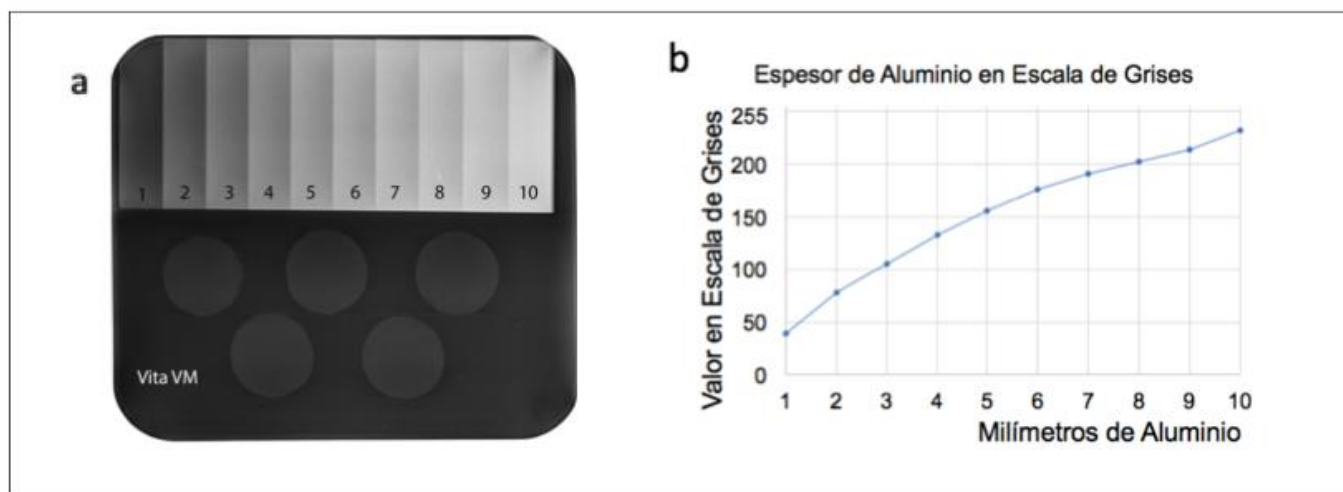 a
1 2 3 4 5 6 7 8 9 10
Vita VM
b
Espesor de Aluminio en Escala de Grises
Valor en Escala de Grises
255
200
150
100
50
0
1 2 3 4 5 6 7 8 9 10
Milímetros de Aluminio